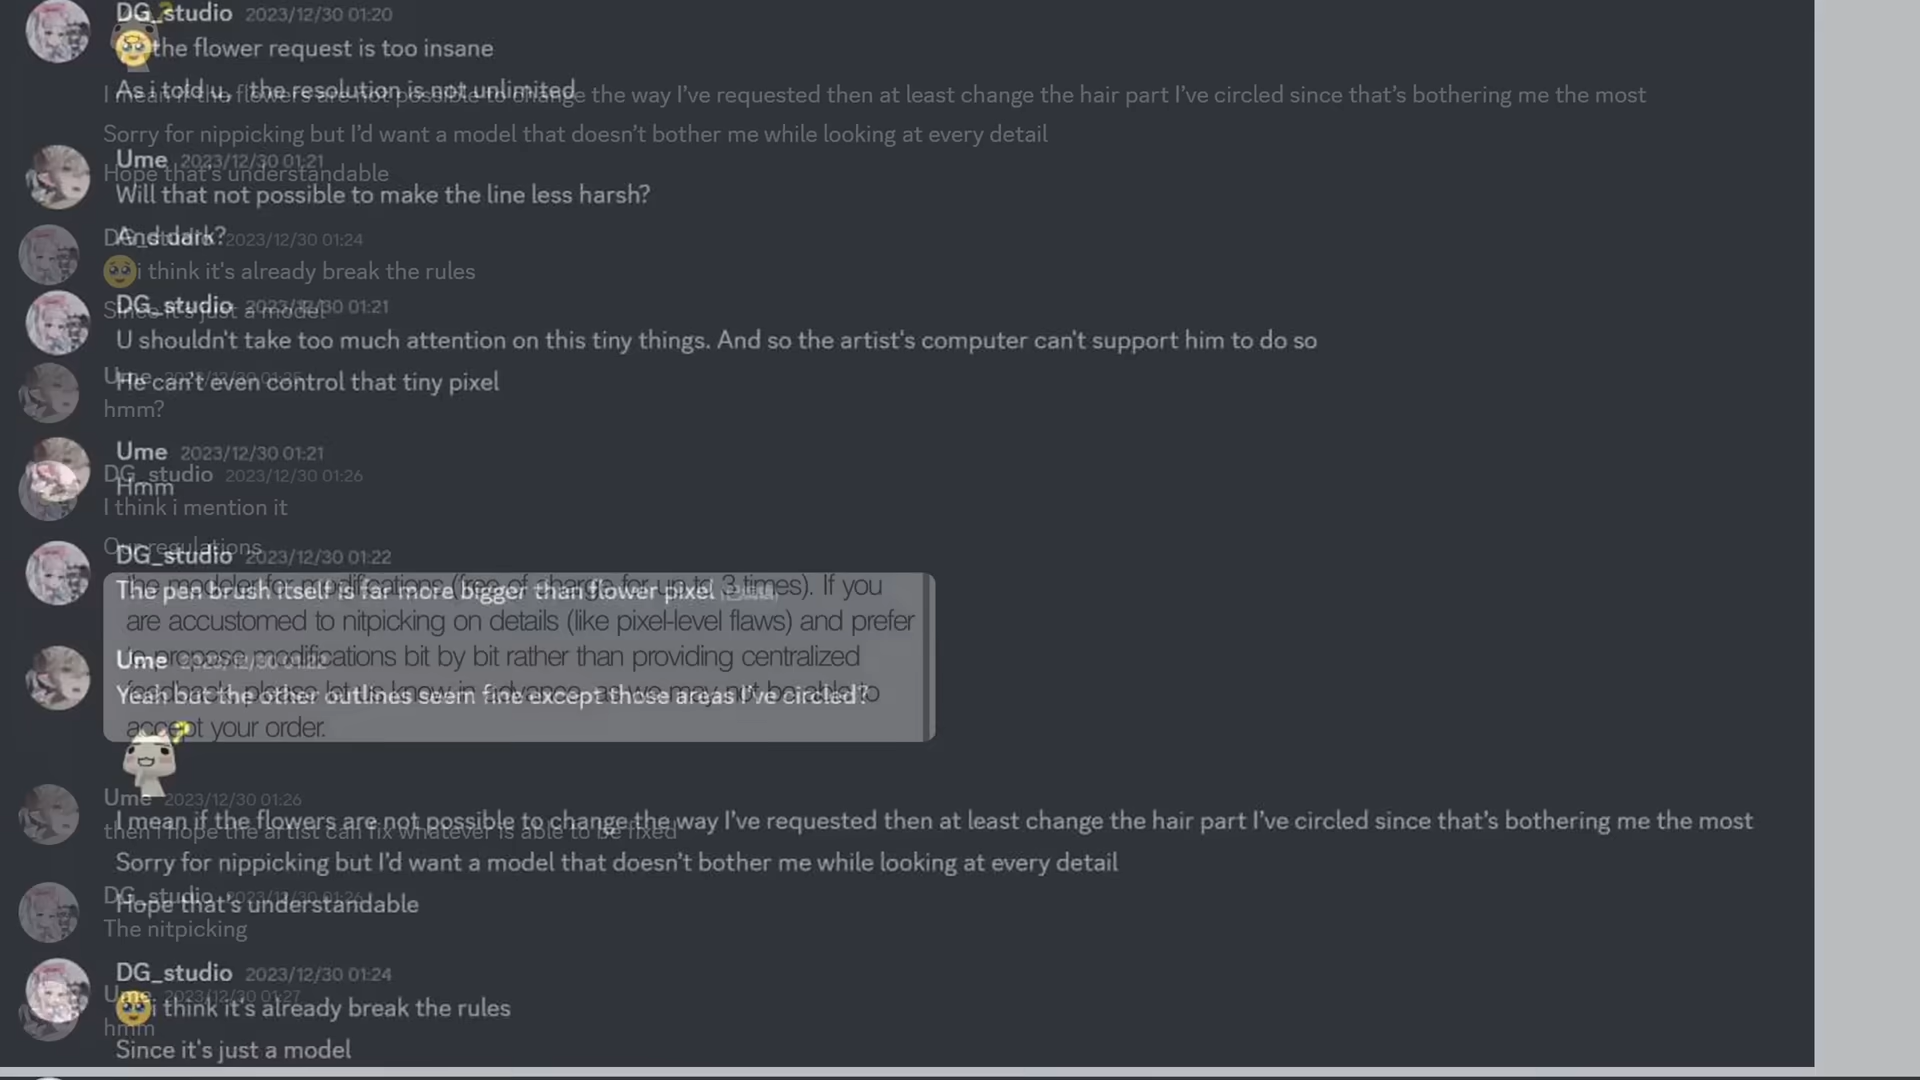 DG_studio 2023/12/30 01:20
🥹the flower request is too insane
As i told u, the resolution is not unlimited
I mean if the flowers are not possible to change the way I've requested then at least change the hair part I've circled since that's bothering me the most
Sorry for nippicking but I'd want a model that doesn't bother me while looking at every detail
Ume 2023/12/30 01:21
Hope that's understandable
Will that not possible to make the line less harsh?
And dark?
DG_studio 2023/12/30 01:24
🥹i think it's already break the rules
DG_studio 2023/12/30 01:21
Since it's just a model
U shouldn't take too much attention on this tiny things. And so the artist's computer can't support him to do so
Ume 2023/12/30 01:25
He can't even control that tiny pixel
hmm?
Ume 2023/12/30 01:21
DG_studio 2023/12/30 01:26
Hmm
I think i mention it
Our regulations
DG_studio 2023/12/30 01:22
the modeler for modifications (free of charge for up to 3 times). If you
The pen brush itself is far more bigger than flower pixel
are accustomed to nitpicking on details (like pixel-level flaws) and prefer
to propose modifications bit by bit rather than providing centralized
Ume 2023/12/30 01:22
feedback, please let us know in advance, as we may not be able to
Yeah but the other outlines seem fine except those areas I've circled?
accept your order.
Ume 2023/12/30 01:26
I mean if the flowers are not possible to change the way I've requested then at least change the hair part I've circled since that's bothering me the most
then i hope the artist can fix whatever is able to be fixed
Sorry for nippicking but I'd want a model that doesn't bother me while looking at every detail
DG_studio 2023/12/30 01:26
Hope that's understandable
The nitpicking
DG_studio 2023/12/30 01:24
Ume 2023/12/30 01:27
🥹i think it's already break the rules
hmm
Since it's just a model